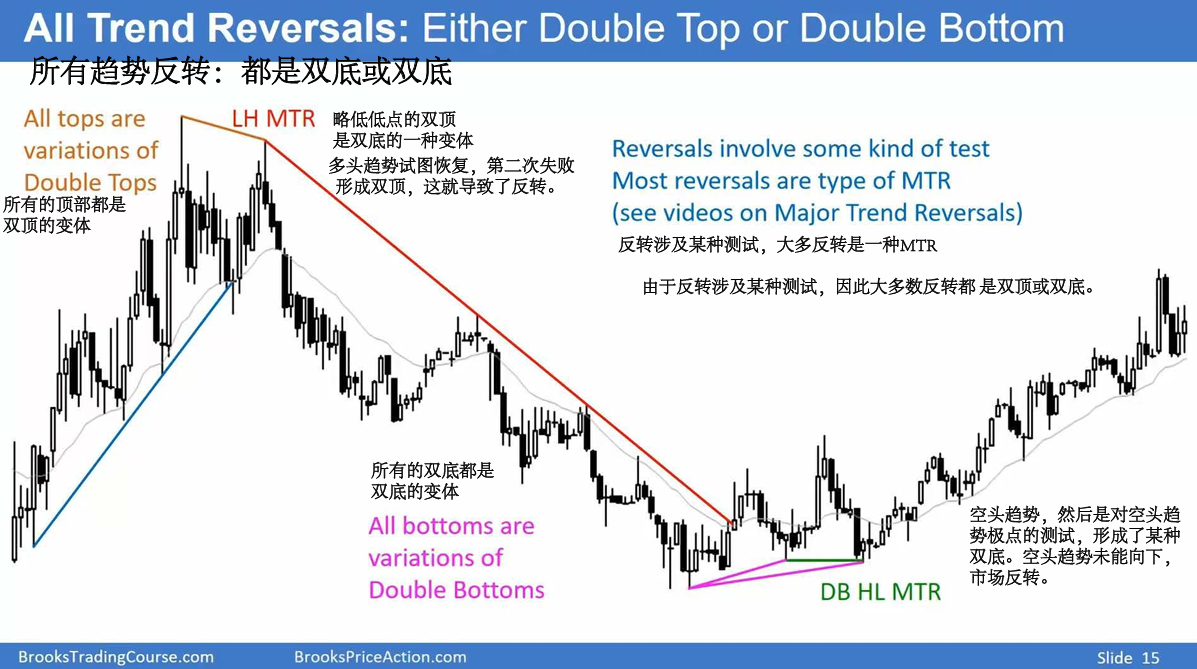 All Trend Reversals: Either Double Top or Double Bottom
所有趋势反转：都是双底或双底
All tops are
variations of
Double Tops
所有的顶部都是
双顶的变体
LH MTR
略低低点的双顶
是双底的一种变体
多头趋势试图恢复，第二次失败
形成双顶，这就导致了反转。
Reversals involve some kind of test
Most reversals are type of MTR
(see videos on Major Trend Reversals)
反转涉及某种测试，大多反转是一种MTR
由于反转涉及某种测试，因此大多数反转都 是双顶或双底。
所有的双底都是
双底的变体
All bottoms are
variations of
Double Bottoms
DB HL MTR
空头趋势，然后是对空头趋
势极点的测试，形成了某种
双底。空头趋势未能向下，
市场反转。
BrooksTradingCourse.com
BrooksPriceAction.com
Slide 15